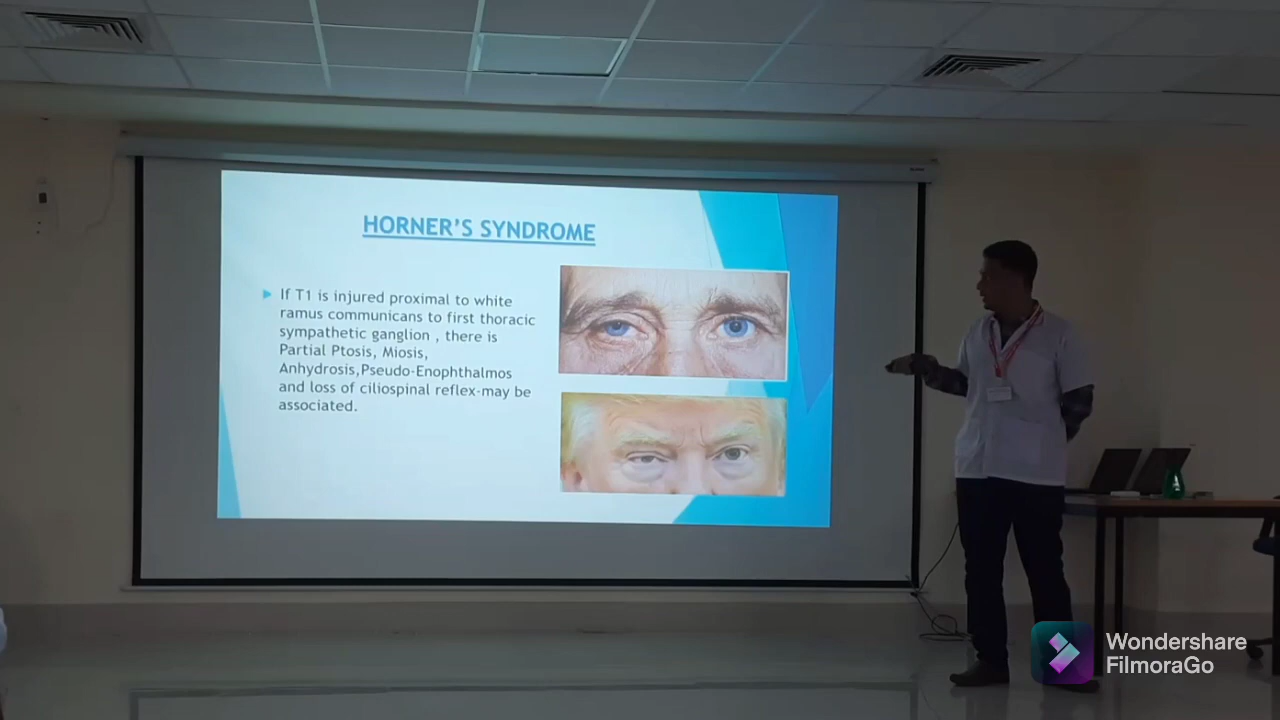 HORNER'S SYNDROME
If T1 is injured proximal to white
ramus communicans to first thoracic
sympathetic ganglion , there is
Partial Ptosis, Miosis,
Anhydrosis,Pseudo-Enophthalmos
and loss of ciliospinal reflex-may be
associated.
Wondershare
FilmoraGo